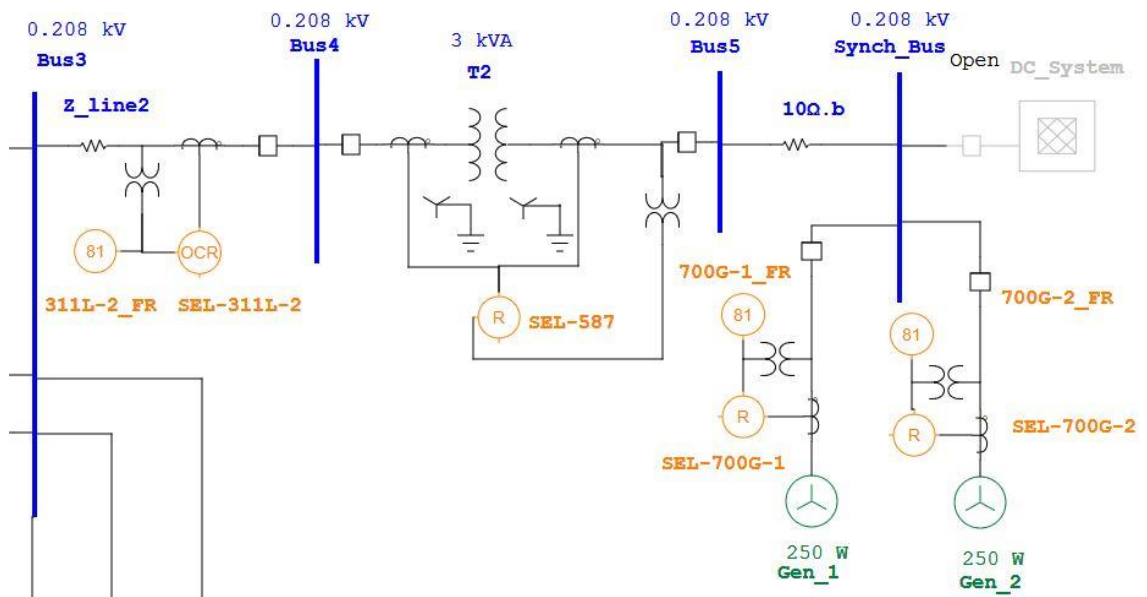 0.208 kV
Bus3
0.208 kV
Bus4
3 kVA
T2
0.208 kV
Bus5
0.208 kV
Synch_Bus
Open
DC_System
Z_line2
10Ω.b
81
OCR
311L-2_FR
SEL-311L-2
R
SEL-587
700G-1_FR
81
R
SEL-700G-1
700G-2_FR
81
R
SEL-700G-2
250 W
Gen_1
250 W
Gen_2